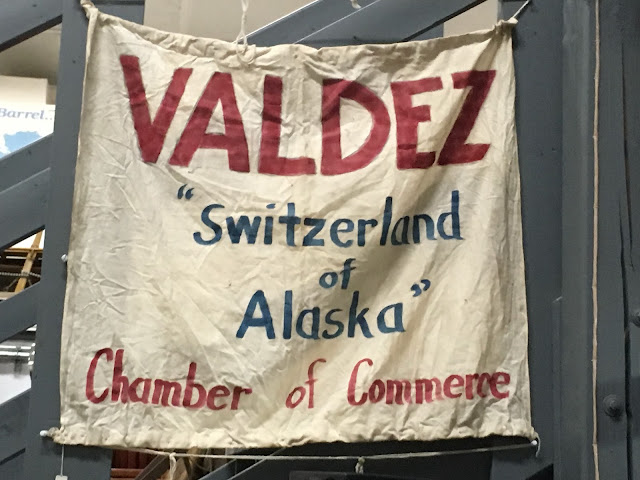 Barrel..
VALDEZ
"Switzerland
of
Alaska"
Chamber of Commerce